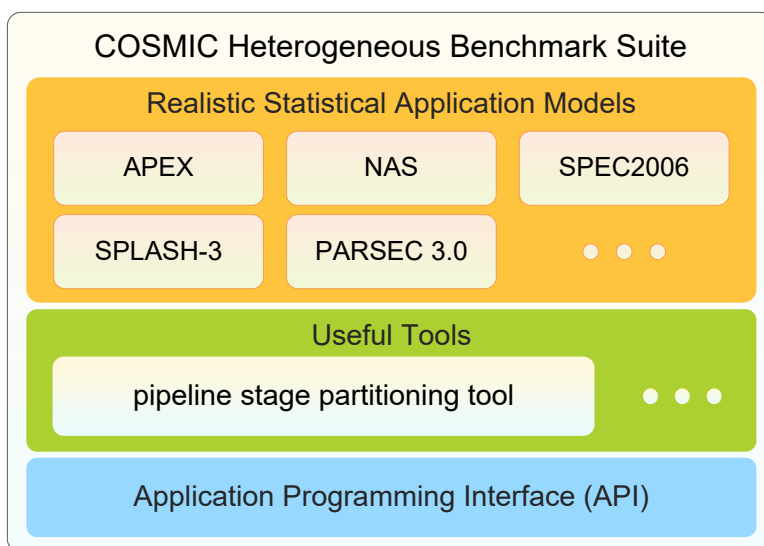 COSMIC Heterogeneous Benchmark Suite
Realistic Statistical Application Models
APEX
NAS
SPEC2006
SPLASH-3
PARSEC 3.0
Useful Tools
pipeline stage partitioning tool
Application Programming Interface (API)